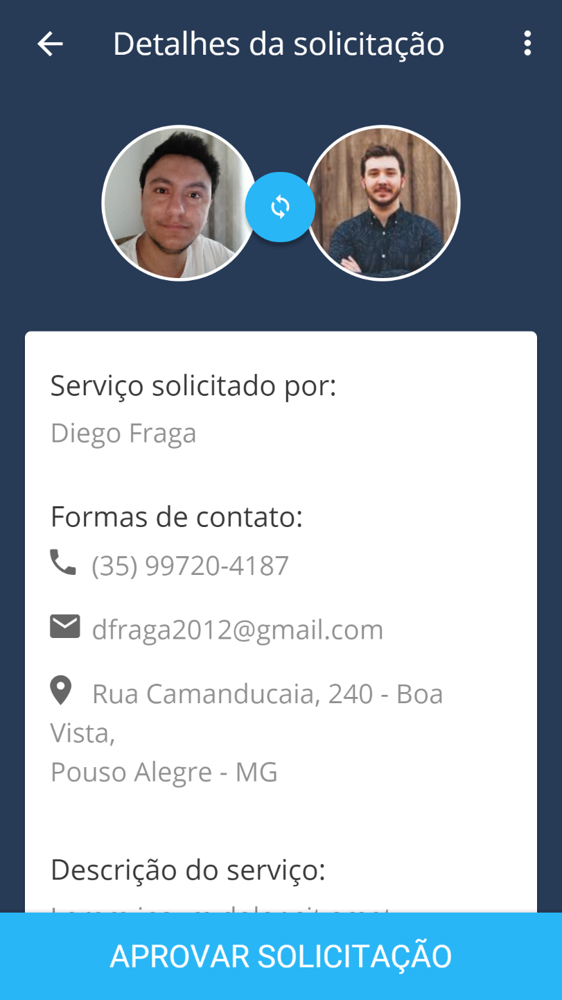 Detalhes da solicitação
Serviço solicitado por:
Diego Fraga
Formas de contato:
(35) 99720-4187
dfraga2012@gmail.com
Rua Camanducaia, 240 - Boa
Vista,
Pouso Alegre - MG
Descrição do serviço:
APROVAR SOLICITAÇÃO